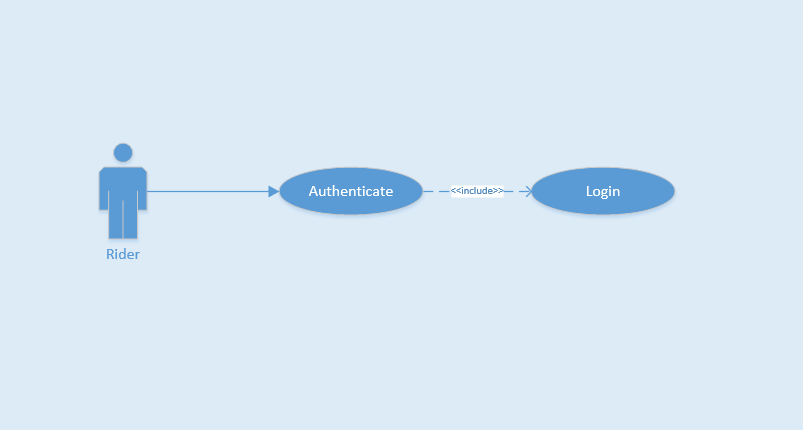 Authenticate
<<include>>
Login
Rider